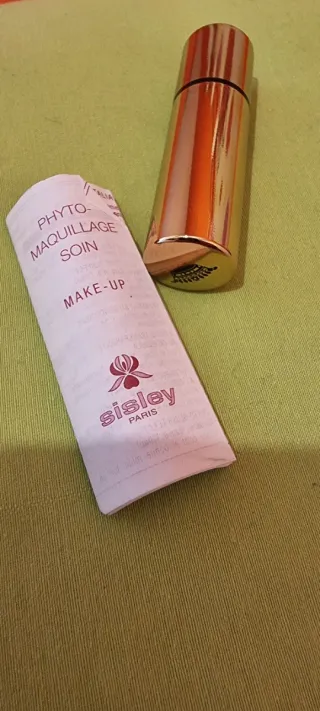 PHYTO-
MAQUILLAGE
SOIN
MAKE-UP
sisley
PARIS